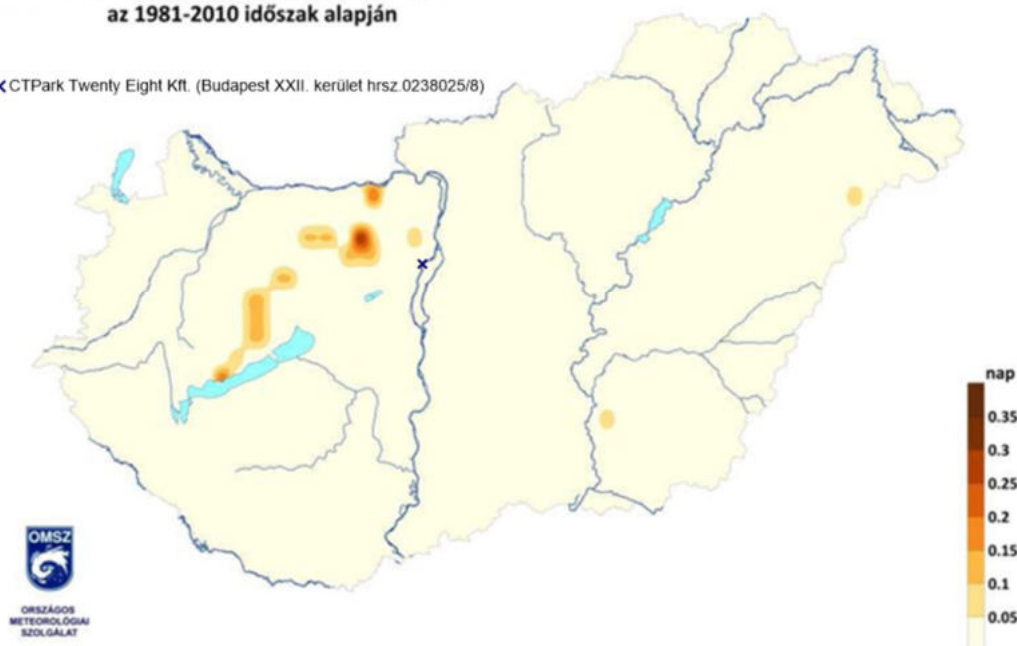 az 1981-2010 időszak alapján
× CTPark Twenty Eight Kft. (Budapest XXII. kerület hrsz.0238025/8)
nap
0.35
0.3
0.25
0.2
0.15
0.1
0.05
OMSZ
ORSZÁGOS
METEOROLÓGIAI
SZOLGÁLAT